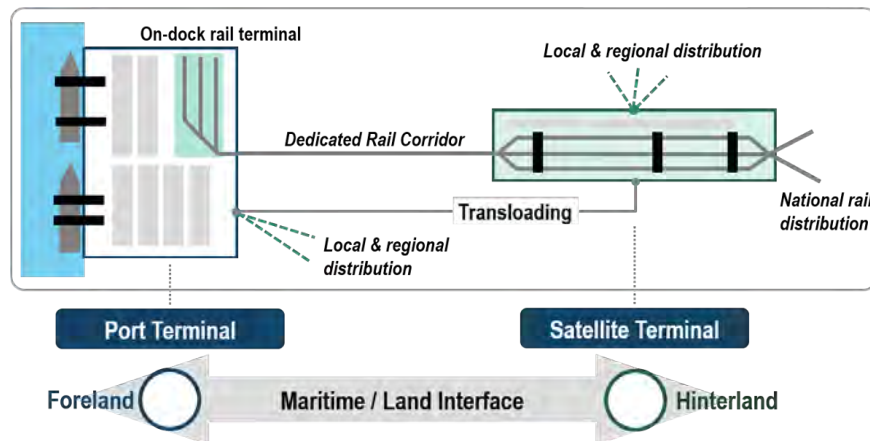 On-dock rail terminal
Local & regional distribution
Dedicated Rail Corridor
Transloading
National rail
distribution
Local & regional
distribution
Port Terminal
Satellite Terminal
Foreland
Maritime / Land Interface
Hinterland